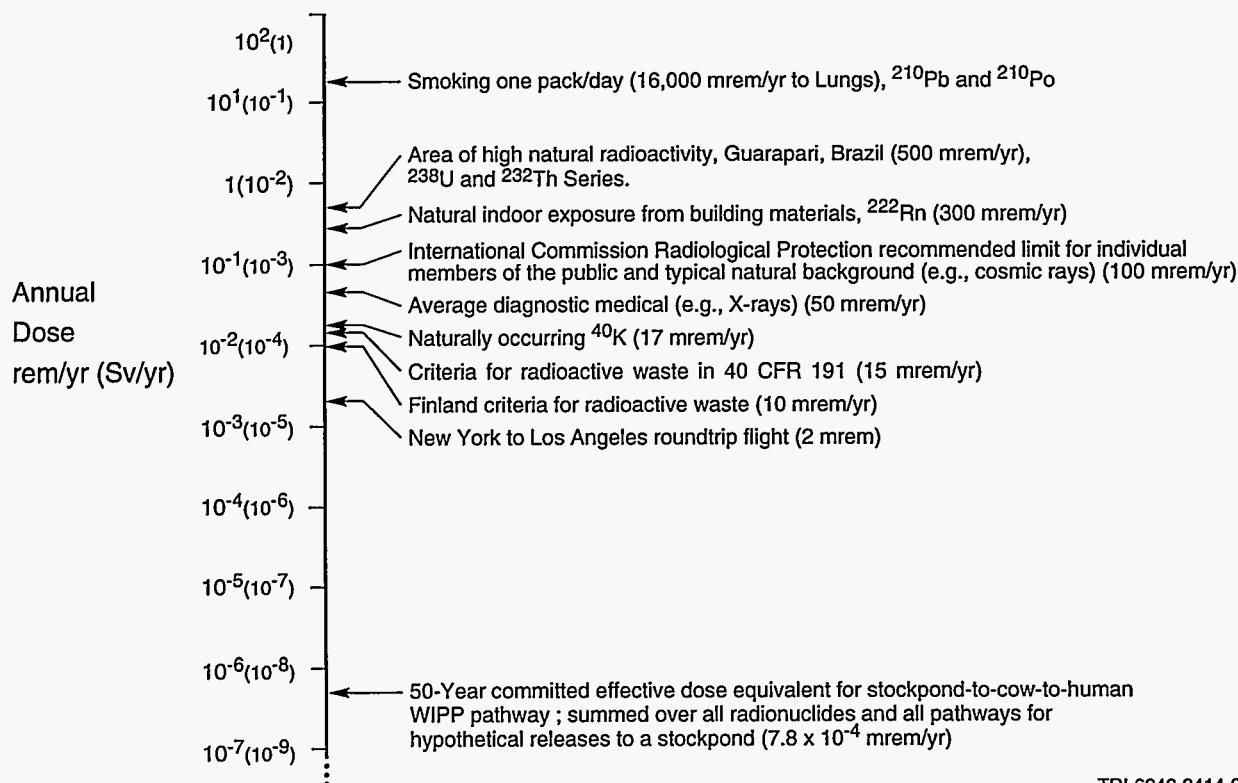 10²(1)
Smoking one pack/day (16,000 mrem/yr to Lungs), ²¹⁰Pb and ²¹⁰Po
10¹(10⁻¹)
Area of high natural radioactivity, Guarapari, Brazil (500 mrem/yr),
²³⁸U and ²³²Th Series.
1(10⁻²)
Natural indoor exposure from building materials, ²²²Rn (300 mrem/yr)
International Commission Radiological Protection recommended limit for individual
members of the public and typical natural background (e.g., cosmic rays) (100 mrem/yr)
10⁻¹(10⁻³)
Annual
Dose
rem/yr (Sv/yr)
Average diagnostic medical (e.g., X-rays) (50 mrem/yr)
Naturally occurring ⁴⁰K (17 mrem/yr)
10⁻²(10⁻⁴)
Criteria for radioactive waste in 40 CFR 191 (15 mrem/yr)
Finland criteria for radioactive waste (10 mrem/yr)
10⁻³(10⁻⁵)
New York to Los Angeles roundtrip flight (2 mrem)
10⁻⁴(10⁻⁶)
10⁻⁵(10⁻⁷)
10⁻⁶(10⁻⁸)
50-Year committed effective dose equivalent for stockpond-to-cow-to-human
WIPP pathway ; summed over all radionuclides and all pathways for
hypothetical releases to a stockpond (7.8 x 10⁻⁴ mrem/yr)
10⁻⁷(10⁻⁹)